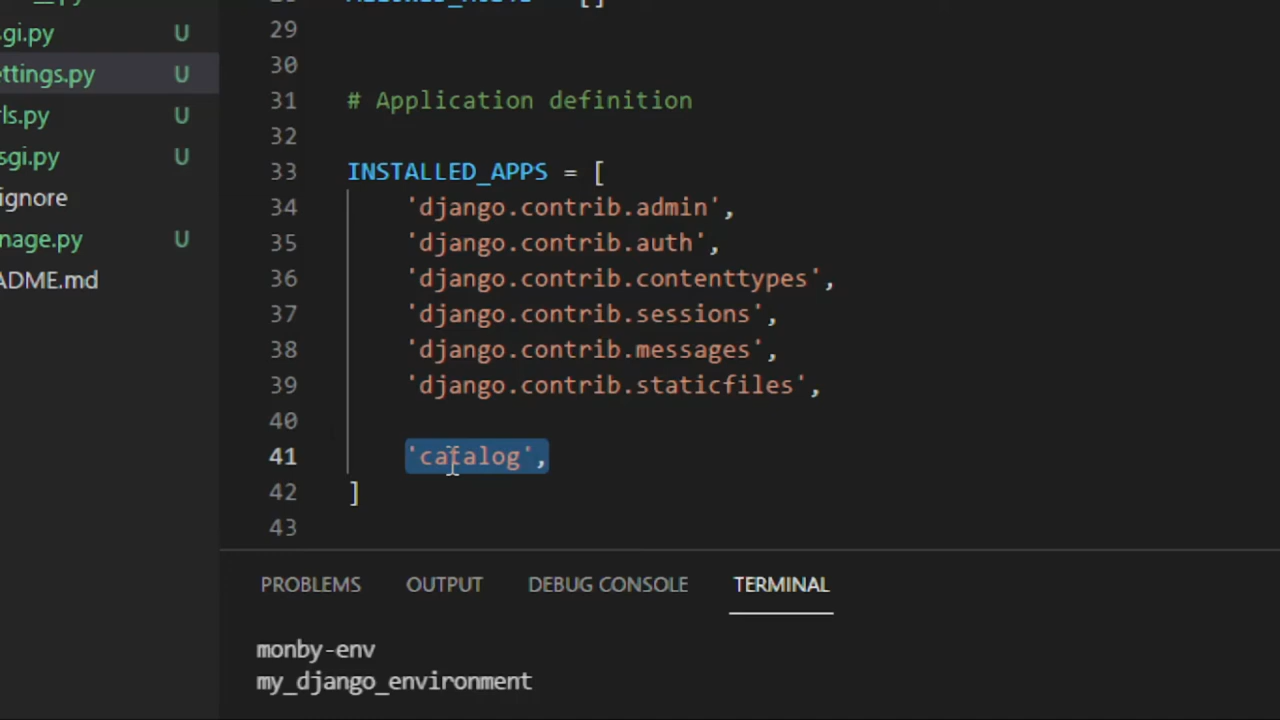 gi.py U
ettings.py U
rls.py U
sgi.py U
ignore
nage.py U
ADME.md
29
30
31 # Application definition
32
33 INSTALLED_APPS = [
34 'django.contrib.admin',
35 'django.contrib.auth',
36 'django.contrib.contenttypes',
37 'django.contrib.sessions',
38 'django.contrib.messages',
39 'django.contrib.staticfiles',
40
41 'catalog',
42 ]
43
PROBLEMS OUTPUT DEBUG CONSOLE TERMINAL
monby-env
my_django_environment